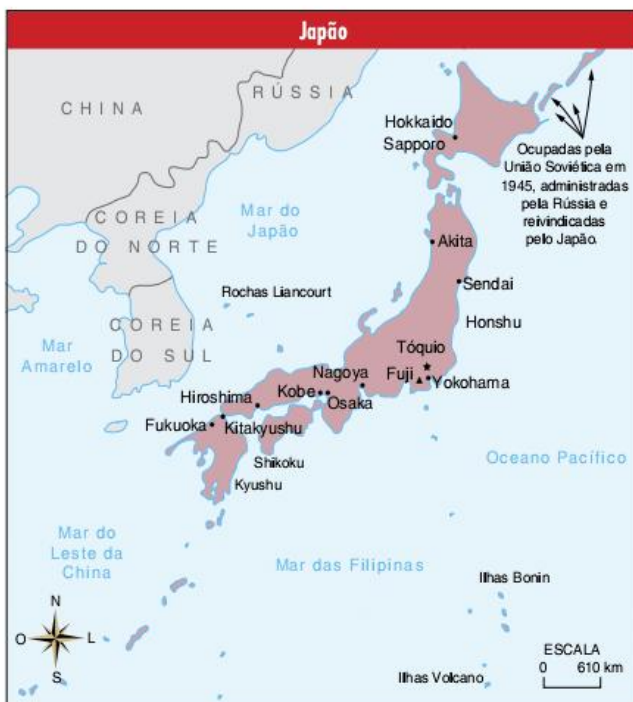 Japão
CHINA
RÚSSIA
Hokkaido
Sapporo
Ocupadas pela
União Soviética em
1945, administradas
pela Rússia e
reivindicadas
pelo Japão.
COREIA
DO NORTE
Mar do
Japão
Akita
Rochas Liancourt
Sendai
Honshu
COREIA
DO SUL
Mar
Amarelo
Tóquio
Nagoya
Fuji
Yokohama
Hiroshima
Kobe
Osaka
Fukuoka
Kitakyushu
Shikoku
Kyushu
Oceano Pacífico
Mar do
Leste da
China
Mar das Filipinas
Ilhas Bonin
N
O
L
S
ESCALA
0 610 km
Ilhas Volcano